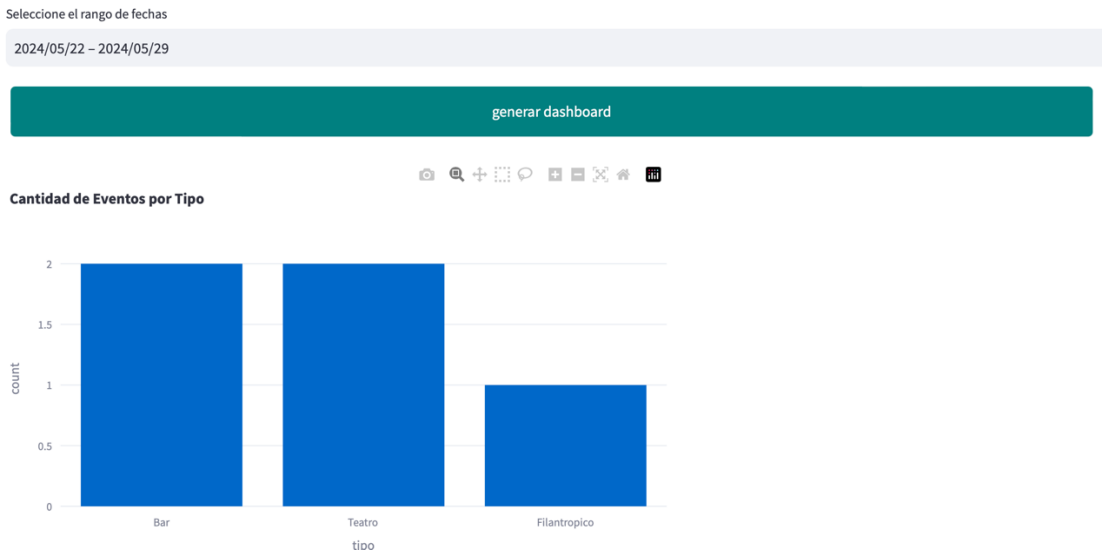 Seleccione el rango de fechas
2024/05/22 – 2024/05/29
generar dashboard
Cantidad de Eventos por Tipo
2
1.5
1
0.5
0
count
Bar Teatro Filantropico
tipo